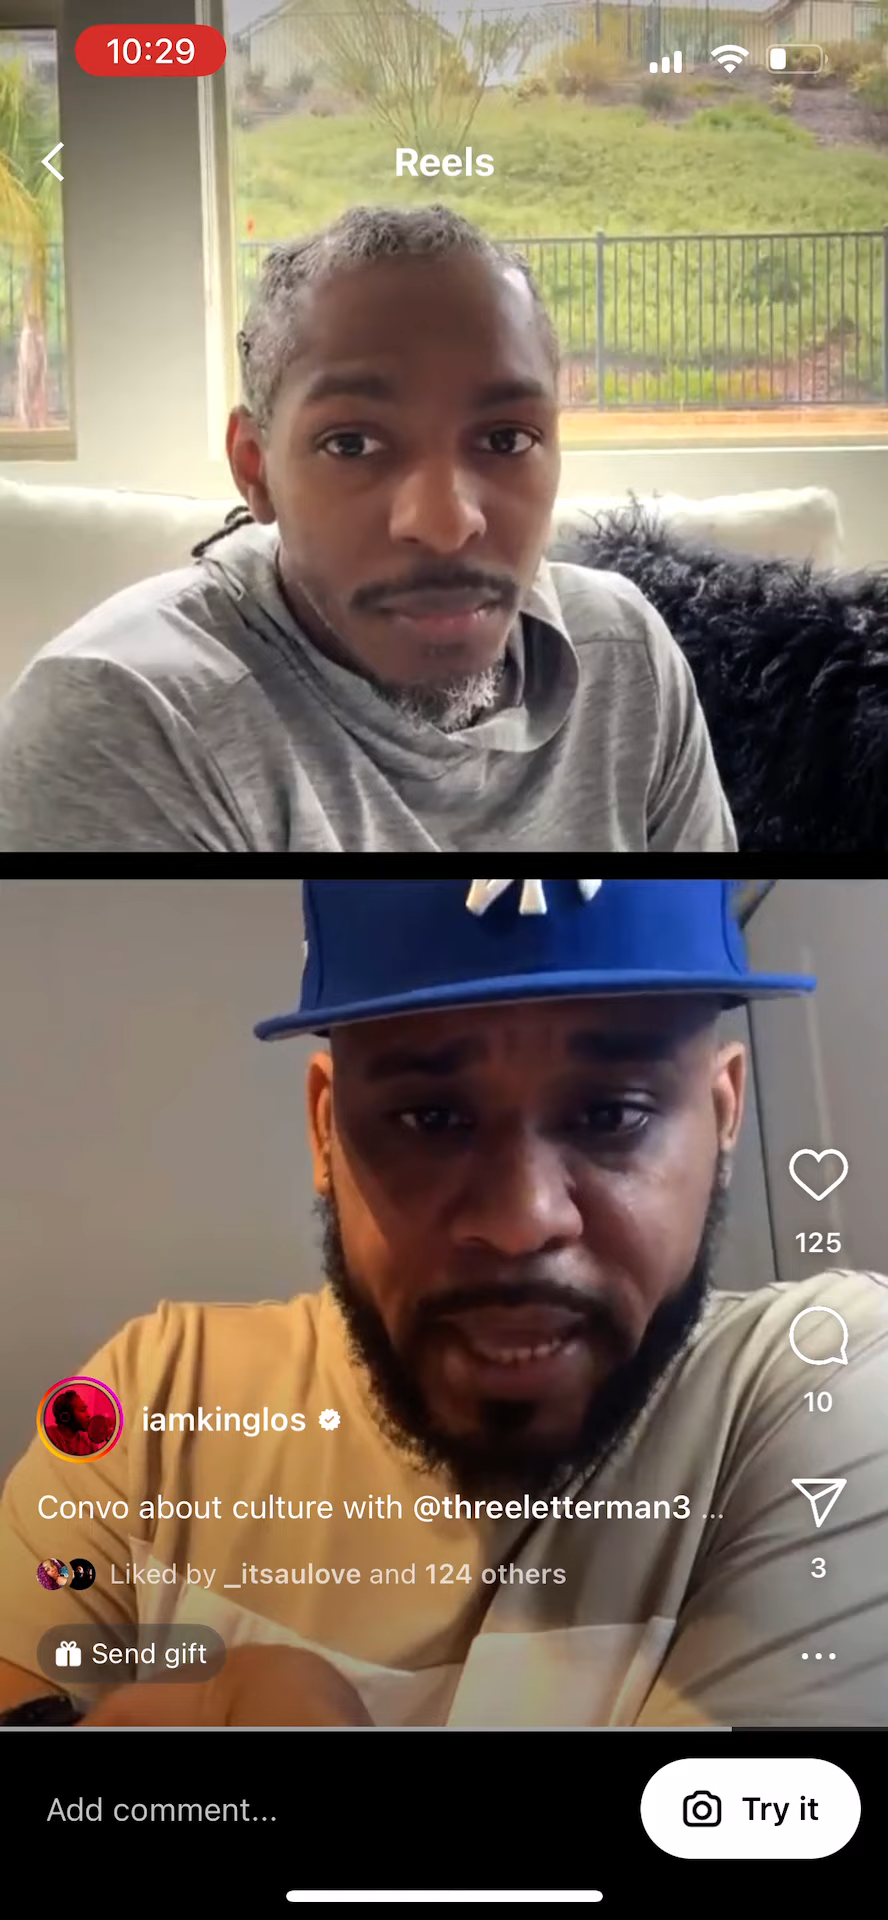 10:29
Reels
125
10
iamkinglos
Convo about culture with @threeletterman3 ...
3
Liked by _itsaulove and 124 others
Send gift
Add comment...
Try it